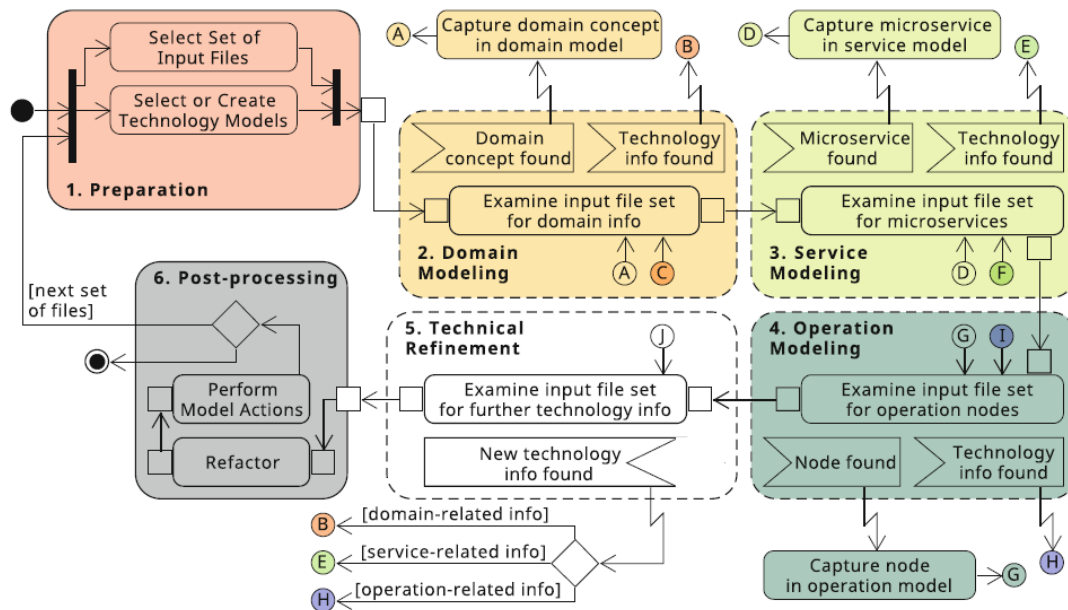 Select Set of
Input Files
Select or Create
Technology Models
1. Preparation
A
Capture domain concept
in domain model
B
Domain
concept found
Technology
info found
Examine input file set
for domain info
2. Domain
Modeling
A
C
D
Capture microservice
in service model
E
Microservice
found
Technology
info found
Examine input file set
for microservices
3. Service
Modeling
D
F
4. Operation
Modeling
G
I
Examine input file set
for operation nodes
Node found
Technology
info found
Capture node
in operation model
G
H
5. Technical
Refinement
J
Examine input file set
for further technology info
New technology
info found
B
[domain-related info]
E
[service-related info]
H
[operation-related info]
6. Post-processing
[next set
of files]
Perform
Model Actions
Refactor